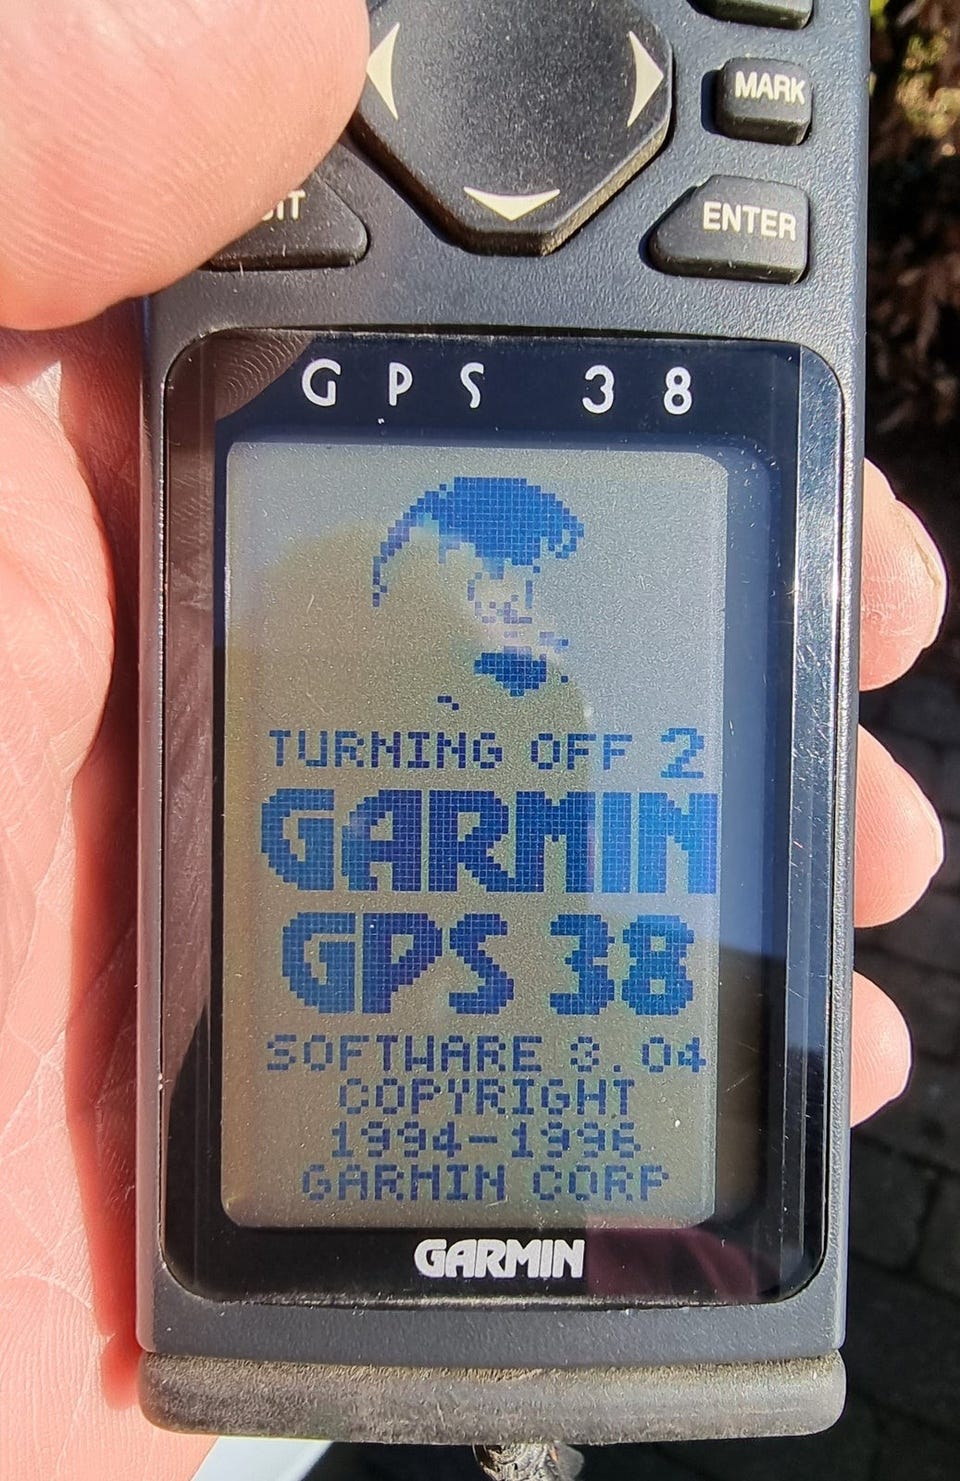 MARK
ENTER
GPS 38
TURNING OFF 2
GARMIN
GPS 38
SOFTWARE 3.04
COPYRIGHT
1994-1996
GARMIN CORP
GARMIN